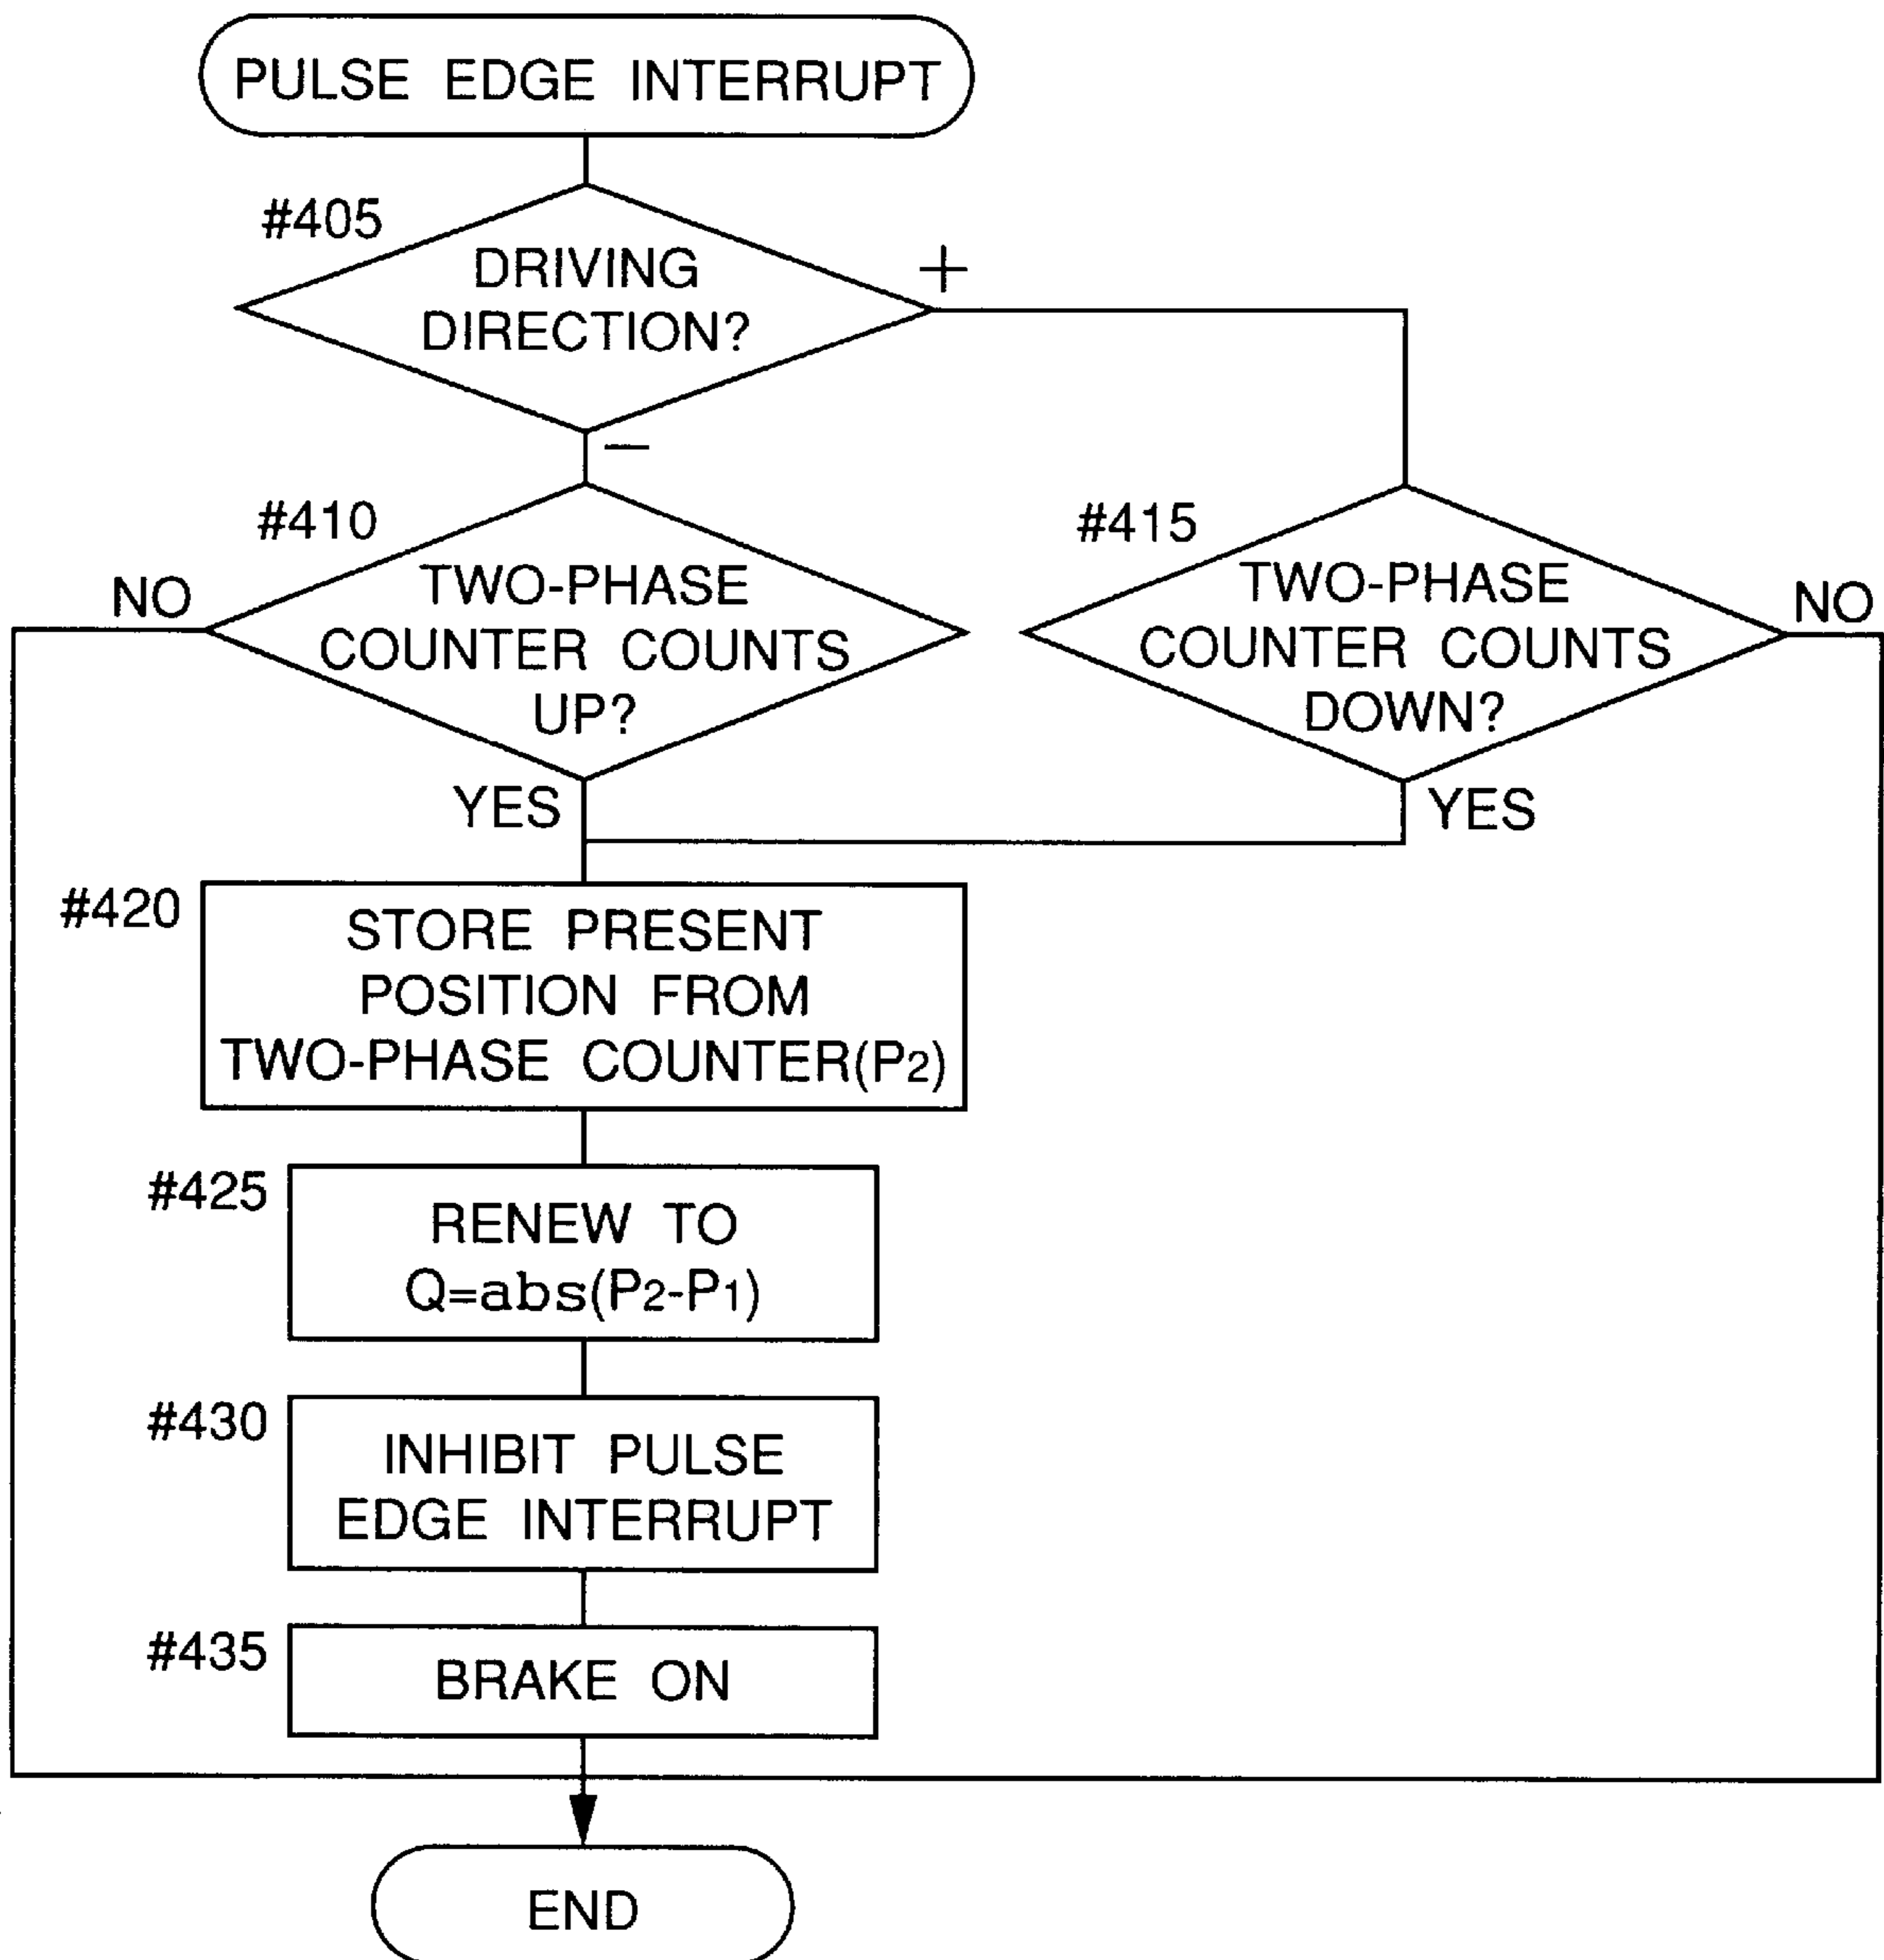 PULSE EDGE INTERRUPT
#405
DRIVING
DIRECTION?
+
−
#410
TWO-PHASE
COUNTER COUNTS
UP?
NO
YES
#415
TWO-PHASE
COUNTER COUNTS
DOWN?
NO
YES
#420
STORE PRESENT
POSITION FROM
TWO-PHASE COUNTER(P2)
#425
RENEW TO
Q=abs(P2-P1)
#430
INHIBIT PULSE
EDGE INTERRUPT
#435
BRAKE ON
END